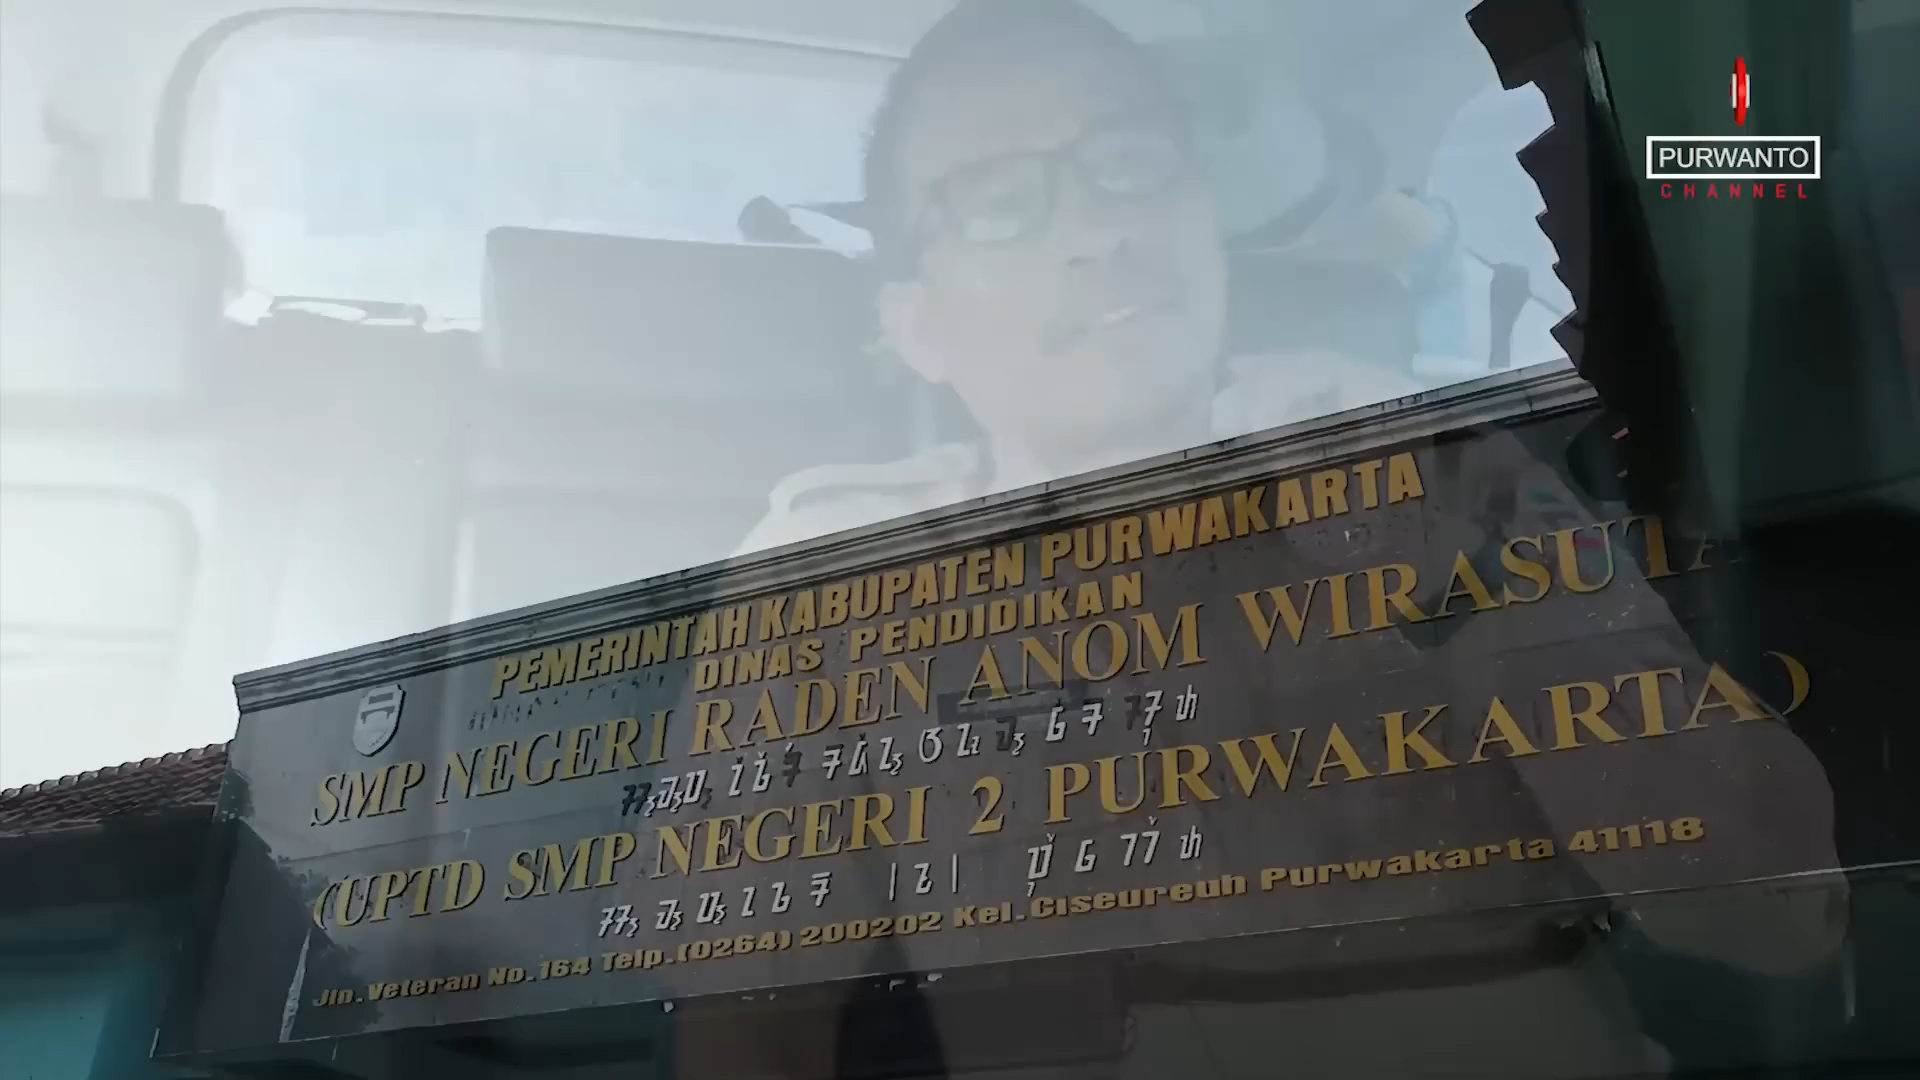 PURWANTO
CHANNEL
PEMERINTAH KABUPATEN PURWAKARTA
DINAS PENDIDIKAN
SMP NEGERI RADEN ANOM WIRASUTA
(UPTD SMP NEGERI 2 PURWAKARTA)
Jln.Veteran No.164 Telp.(0264) 200202 Kel.Ciseureuh Purwakarta 41118